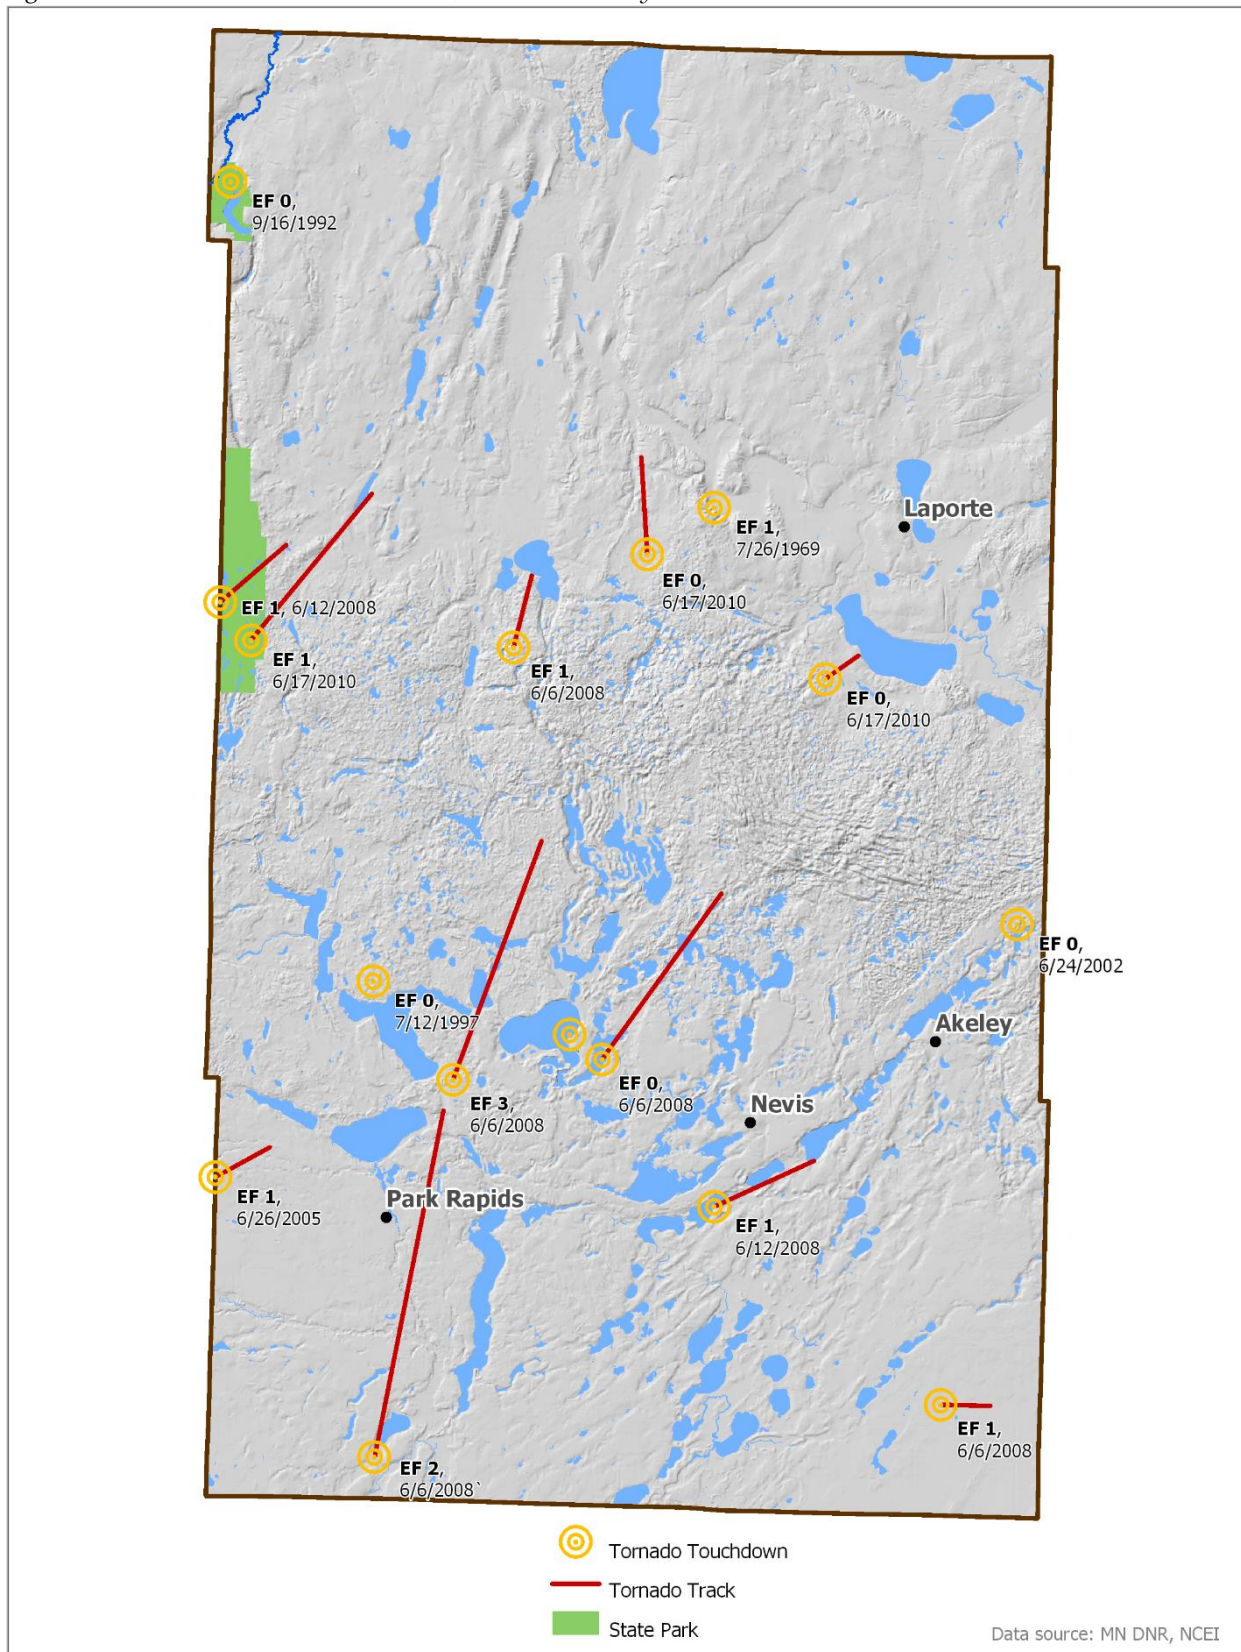 EF 0,
9/16/1992
Laporte
EF 1,
7/26/1969
EF 0,
6/17/2010
EF 1, 6/12/2008
EF 1,
6/17/2010
EF 1,
6/6/2008
EF 0,
6/17/2010
EF 0,
6/24/2002
EF 0,
7/12/1997
Akeley
EF 0,
6/6/2008
EF 3,
6/6/2008
Nevis
EF 1,
6/26/2005
Park Rapids
EF 1,
6/12/2008
EF 1,
6/6/2008
EF 2,
6/6/2008`
Tornado Touchdown
Tornado Track
State Park
Data source: MN DNR, NCEI